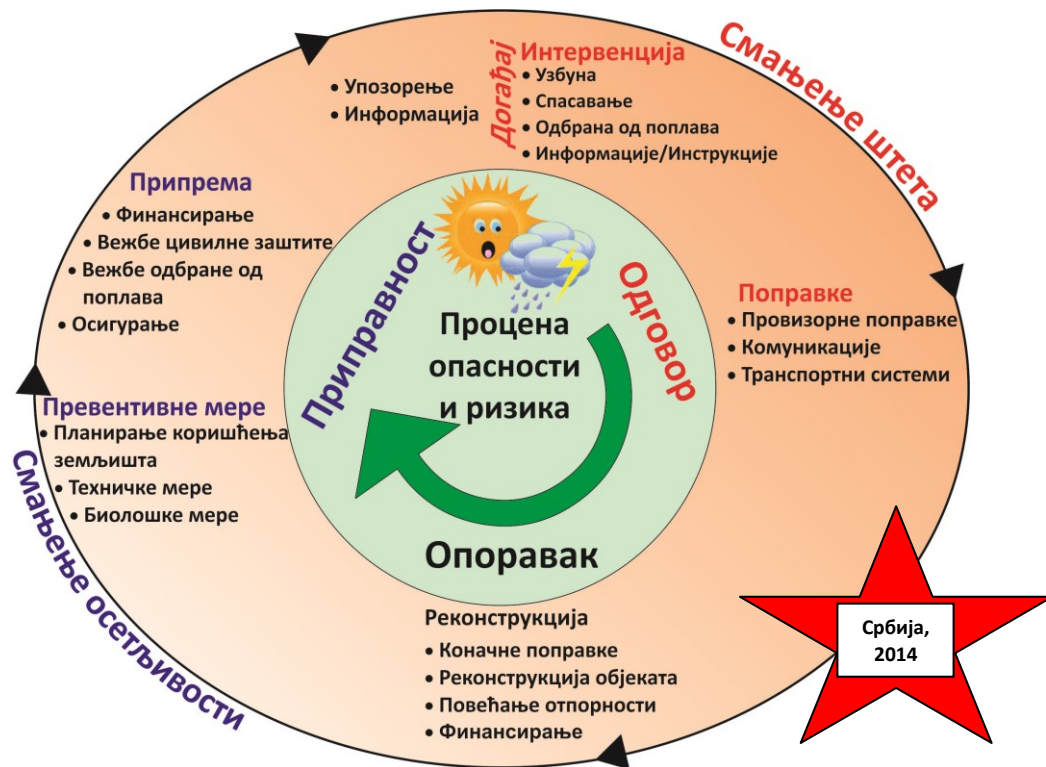 Смањење штета
Догађај
Интервенција
• Узбуна
• Спасавање
• Одбрана од поплава
• Информације/Инструкције
• Упозорење
• Информација
Припрема
• Финансирање
• Вежбе цивилне заштите
• Вежбе одбране од
поплава
• Осигурање
Приправност
Одговор
Процена
опасности
и ризика
Поправке
• Провизорне поправке
• Комуникације
• Транспортни системи
Превентивне мере
• Планирање коришћења
земљишта
• Техничке мере
• Биолошке мере
Смањење осетљивости
Опоравак
Реконструкција
• Коначне поправке
• Реконструкција објеката
• Повећање отпорности
• Финансирање
Србија,
2014